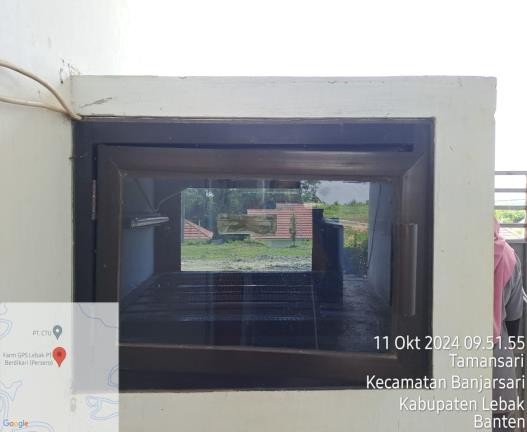 PT. CTU
Farm GPS Lebak PT
Berdikari (Persero)
Google
11 Okt 2024 09.51.55
Tamansari
Kecamatan Banjarsari
Kabupaten Lebak
Banten